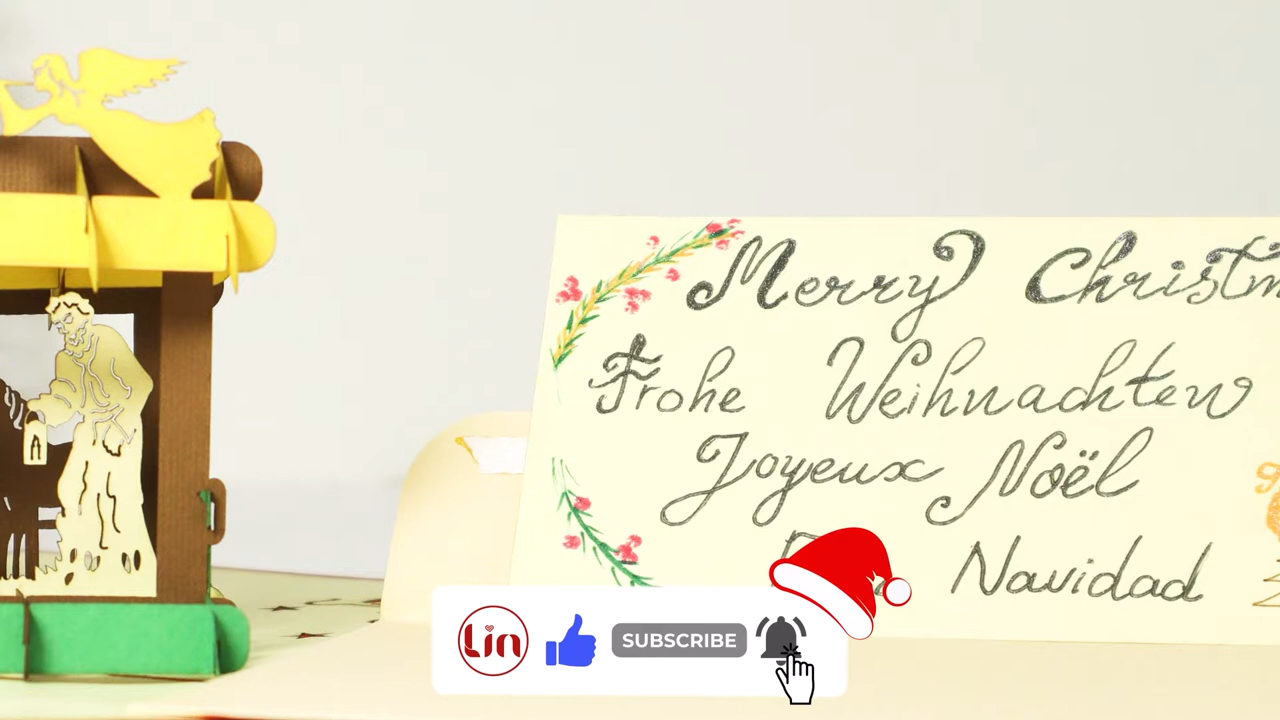 Merry Christm
Frohe Weihnachten
Joyeux Noël
Navidad
Lin
SUBSCRIBE